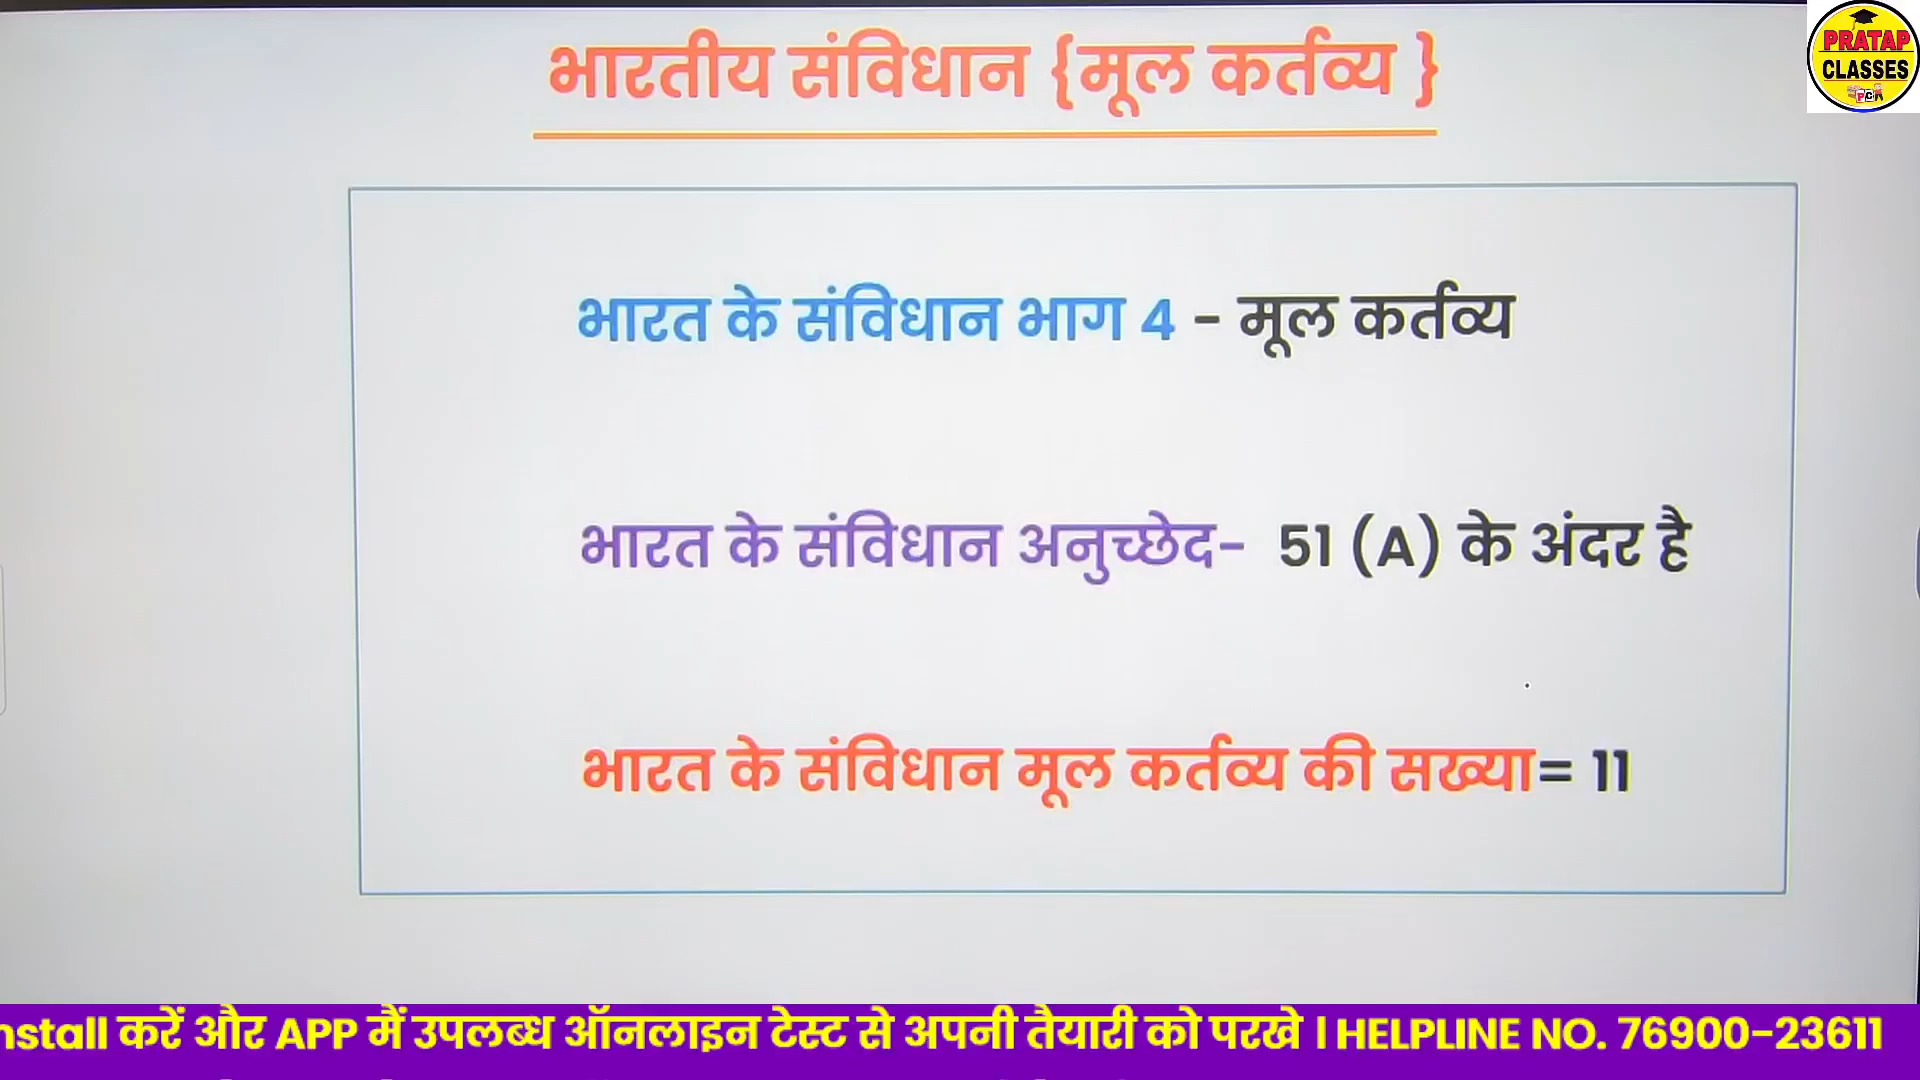 भारतीय संविधान {मूल कर्तव्य }
PRATAP
CLASSES
भारत के संविधान भाग 4 - मूल कर्तव्य
भारत के संविधान अनुच्छेद- 51 (A) के अंदर है
भारत के संविधान मूल कर्तव्य की सख्या= 11
nstall करें और APP मैं उपलब्ध ऑनलाइन टेस्ट से अपनी तैयारी को परखे । HELPLINE NO. 76900-23611